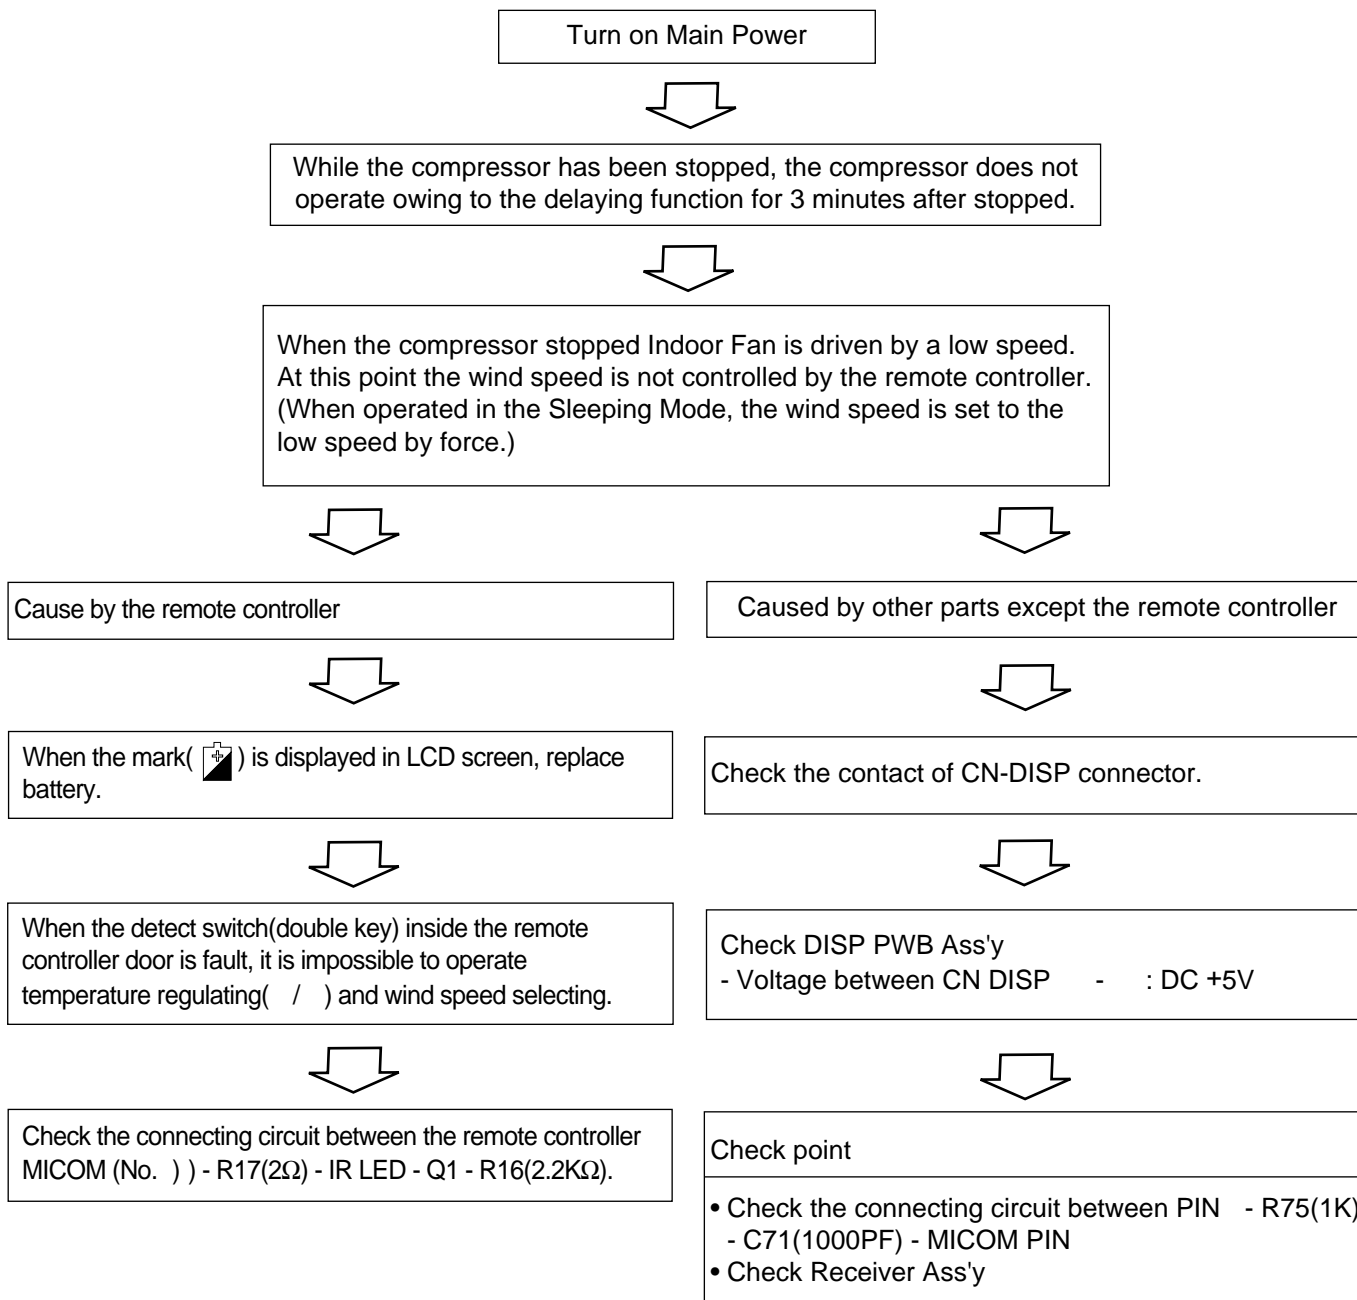 Turn on Main Power
While the compressor has been stopped, the compressor does not
operate owing to the delaying function for 3 minutes after stopped.
When the compressor stopped Indoor Fan is driven by a low speed.
At this point the wind speed is not controlled by the remote controller.
(When operated in the Sleeping Mode, the wind speed is set to the
low speed by force.)
Cause by the remote controller
When the mark( ) is displayed in LCD screen, replace
battery.
When the detect switch(double key) inside the remote
controller door is fault, it is impossible to operate
temperature regulating( / ) and wind speed selecting.
Check the connecting circuit between the remote controller
MICOM (No. ) ) - R17(2Ω) - IR LED - Q1 - R16(2.2KΩ).
Caused by other parts except the remote controller
Check the contact of CN-DISP connector.
Check DISP PWB Ass'y
- Voltage between CN DISP - : DC +5V
Check point
• Check the connecting circuit between PIN - R75(1K)
- C71(1000PF) - MICOM PIN
• Check Receiver Ass'y